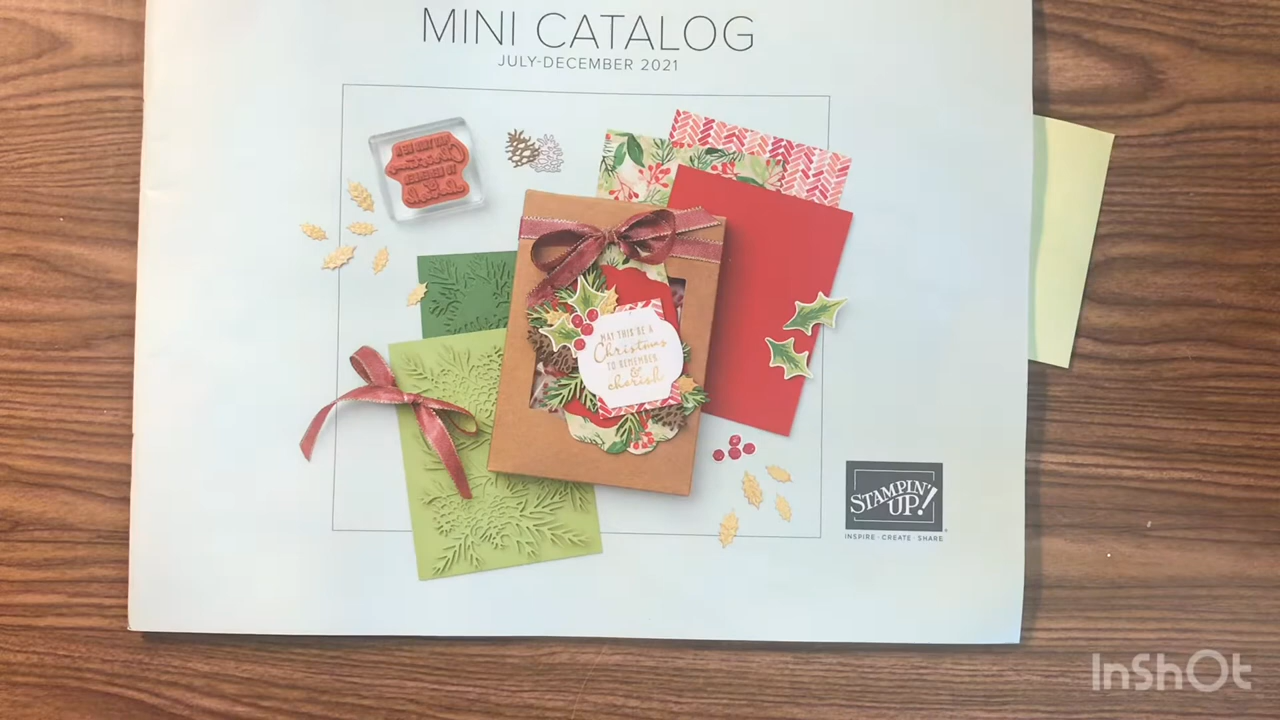 MINI CATALOG
JULY-DECEMBER 2021
MAY THIS BE A
Christmas
TO REMEMBER
&
cherish
STAMPIN'
UP!
INSPIRE · CREATE · SHARE
InShOt